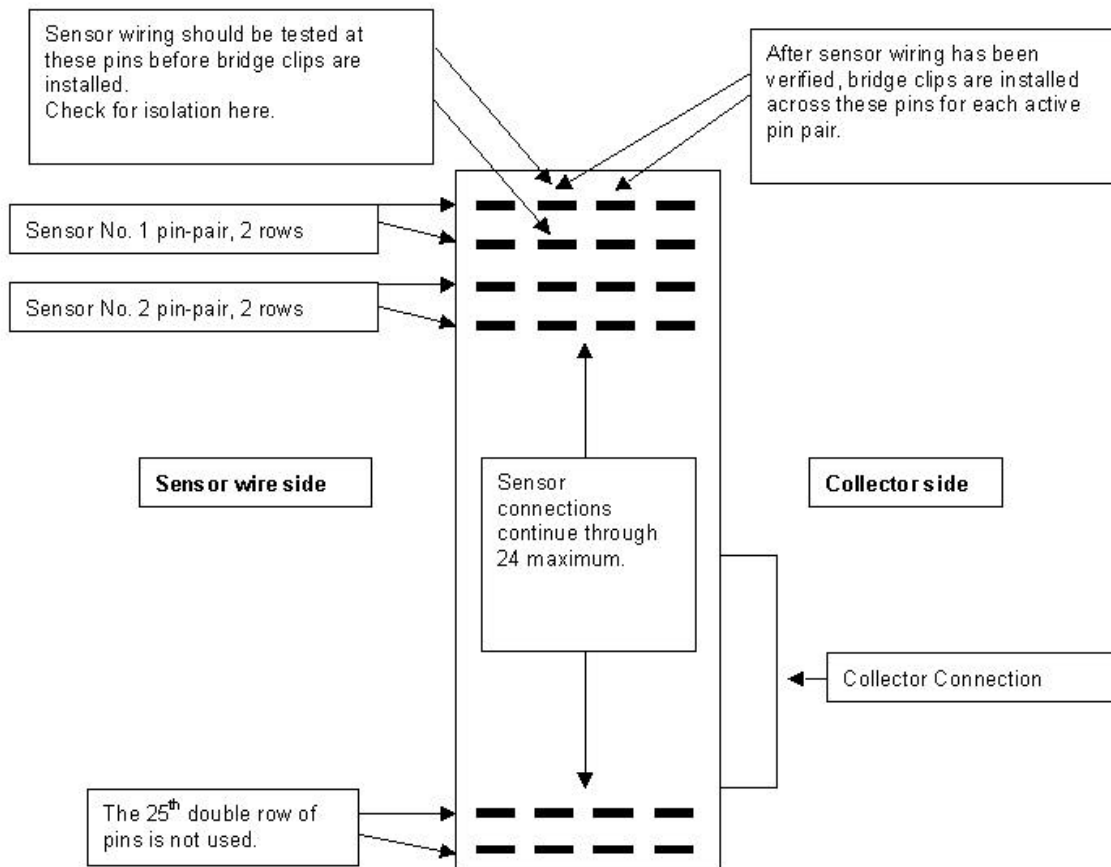 Sensor wiring should be tested at
these pins before bridge clips are
installed.
Check for isolation here.
After sensor wiring has been
verified, bridge clips are installed
across these pins for each active
pin pair.
Sensor No. 1 pin-pair, 2 rows
Sensor No. 2 pin-pair, 2 rows
Sensor wire side
Sensor
connections
continue through
24 maximum.
Collector side
Collector Connection
The 25th double row of
pins is not used.